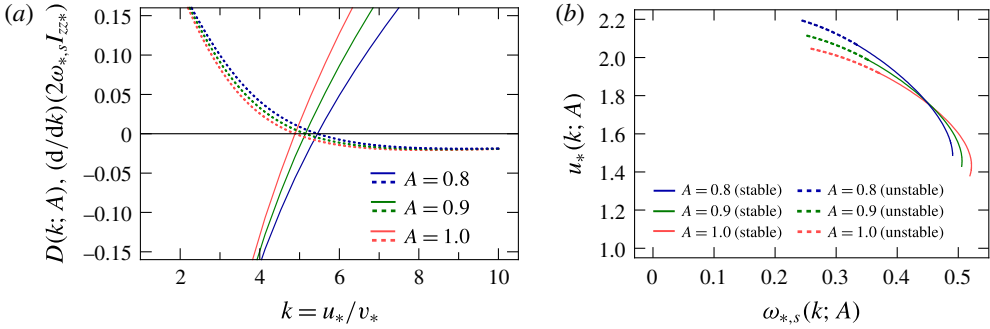 (a)
D(k; A), (d/dk)(2ω*,s Izz*)
0.15
0.10
0.05
0
−0.05
−0.10
−0.15
A = 0.8
A = 0.9
A = 1.0
2 4 6 8 10
k = u*/v*
(b)
u*(k; A)
2.2
2.0
1.8
1.6
1.4
1.2
1.0
A = 0.8 (stable) A = 0.8 (unstable)
A = 0.9 (stable) A = 0.9 (unstable)
A = 1.0 (stable) A = 1.0 (unstable)
0 0.1 0.2 0.3 0.4 0.5
ω*,s(k; A)